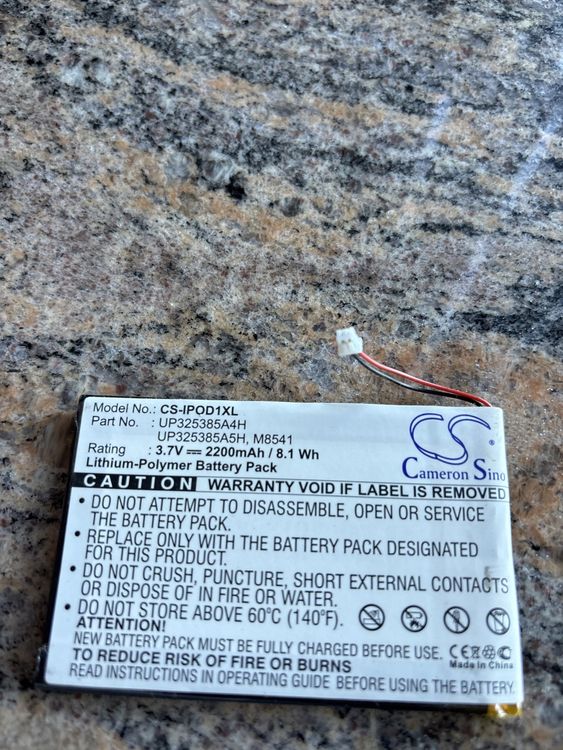 Model No.: CS-IPOD1XL
Part No. : UP325385A4H
UP325385A5H, M8541
Rating : 3.7V 2200mAh / 8.1 Wh
Lithium-Polymer Battery Pack
CS
Cameron Sino
CAUTION WARRANTY VOID IF LABEL IS REMOVED
• DO NOT ATTEMPT TO DISASSEMBLE, OPEN OR SERVICE
THE BATTERY PACK.
• REPLACE ONLY WITH THE BATTERY PACK DESIGNATED
FOR THIS PRODUCT.
• DO NOT CRUSH, PUNCTURE, SHORT EXTERNAL CONTACTS
OR DISPOSE OF IN FIRE OR WATER.
• DO NOT STORE ABOVE 60°C (140°F).
ATTENTION!
NEW BATTERY PACK MUST BE FULLY CHARGED BEFORE USING.
TO REDUCE RISK OF FIRE OR BURNS
READ INSTRUCTIONS IN OPERATING GUIDE BEFORE USE.
CE
Made In China